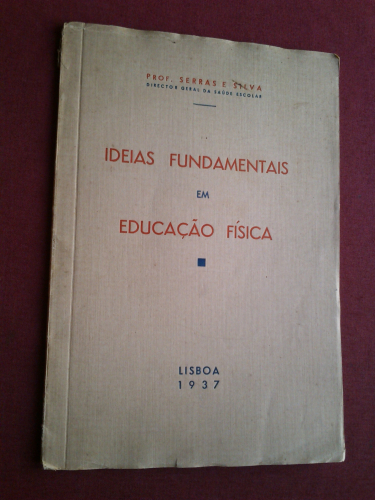 PROF. SERRAS E SILVA
DIRECTOR GERAL DA SAÚDE ESCOLAR
IDEIAS FUNDAMENTAIS
EM
EDUCAÇÃO FÍSICA
LISBOA
1937